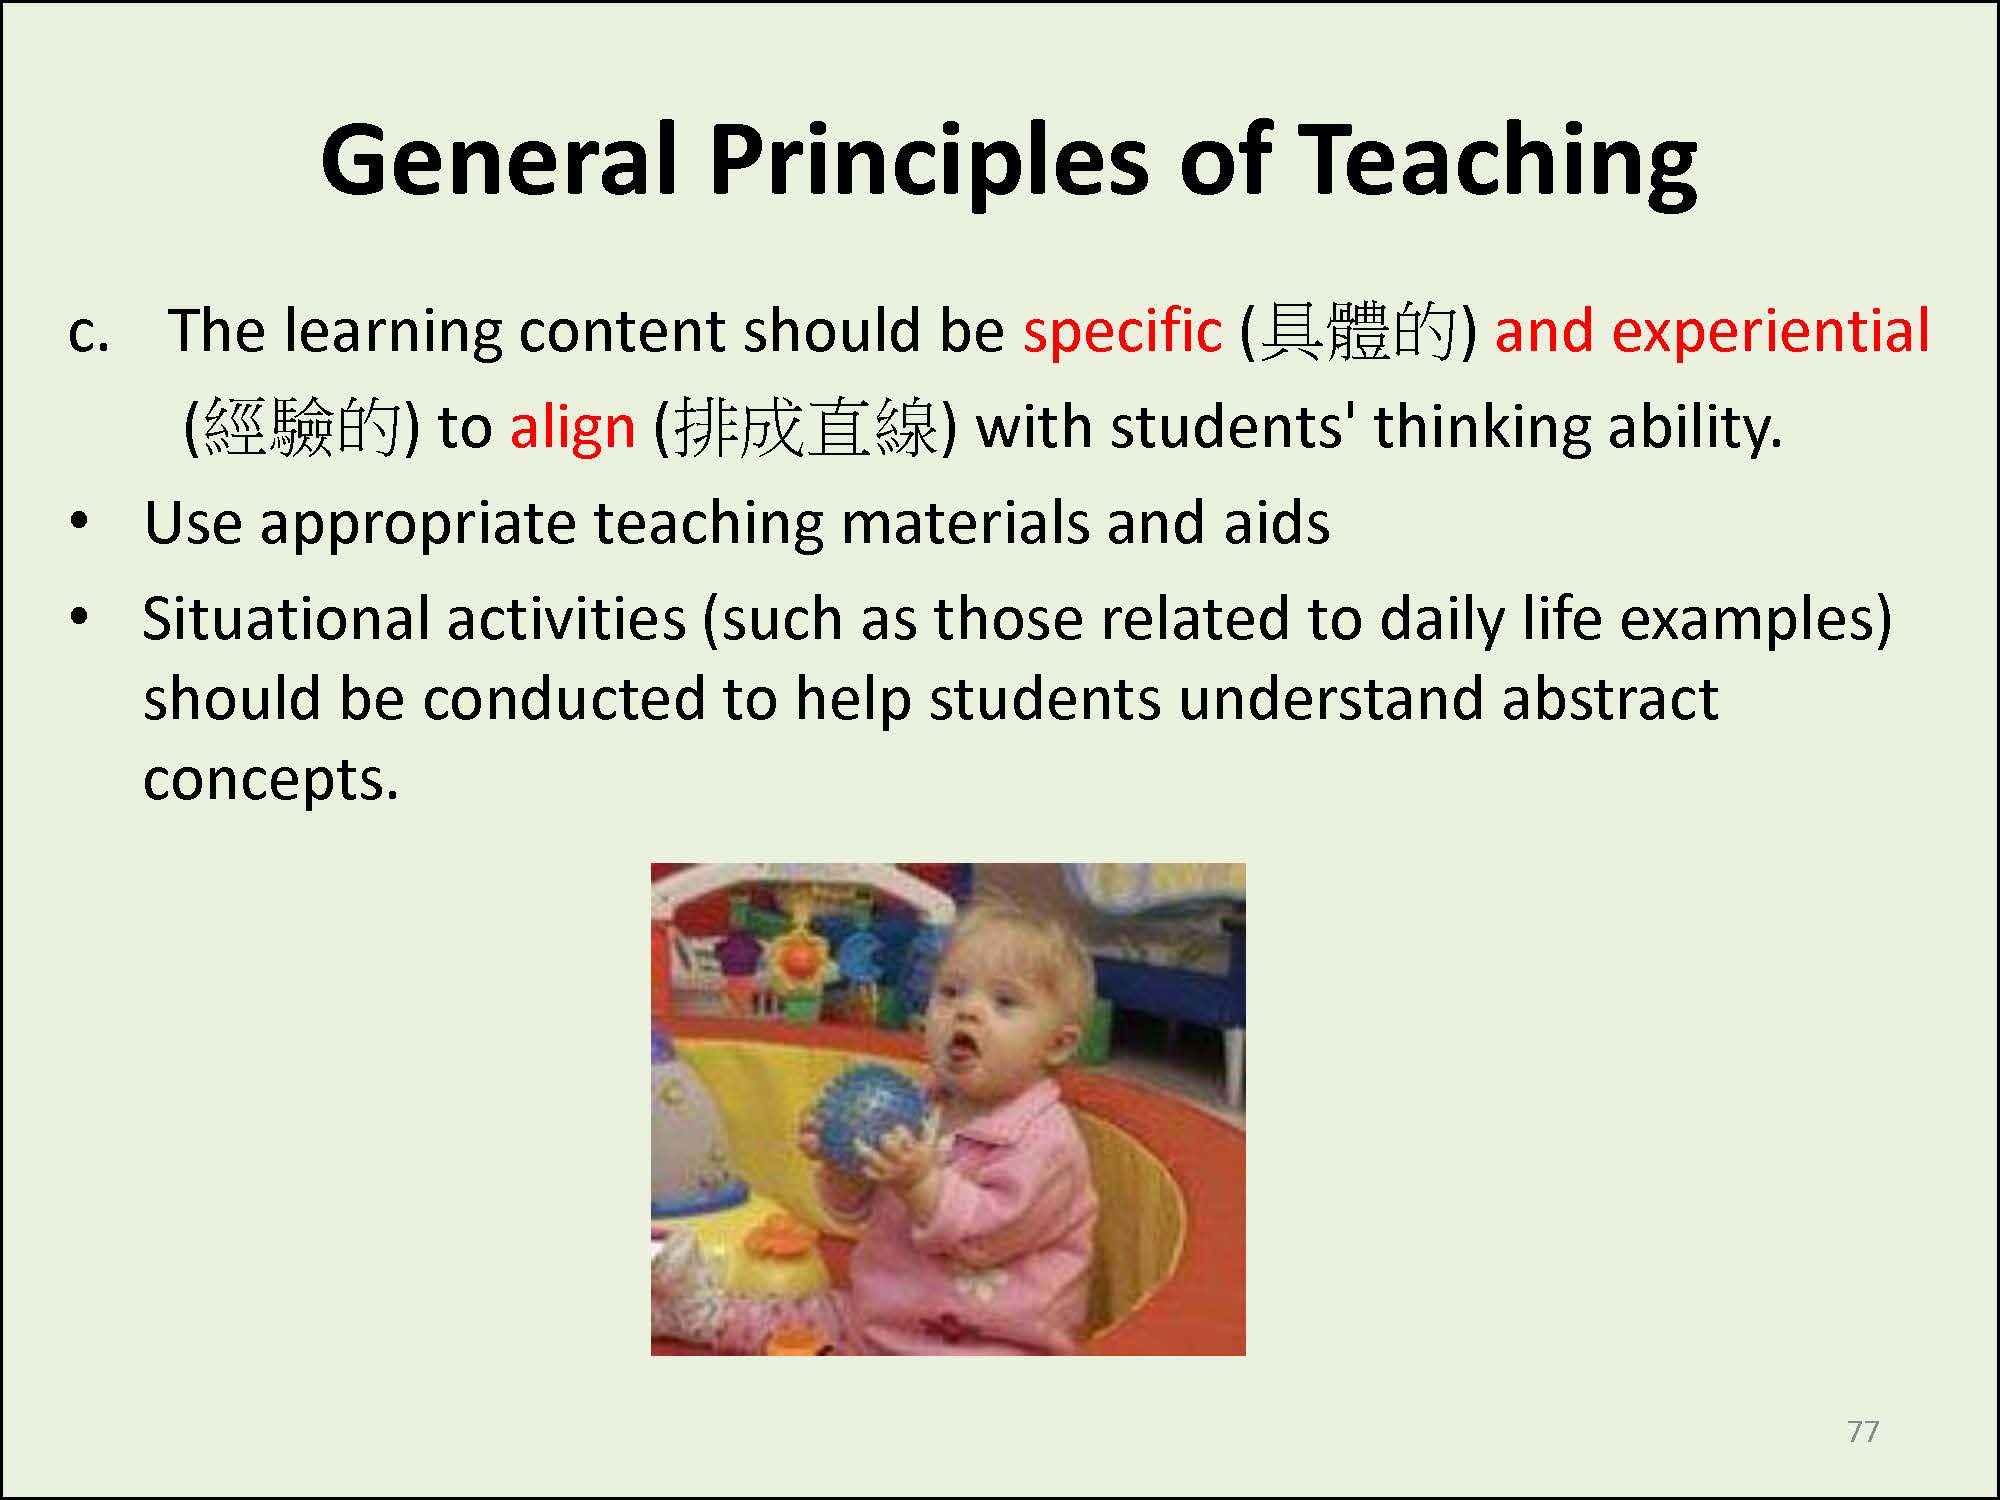 General Principles of Teaching
c. The learning content should be specific (具體的) and experiential
(經驗的) to align (排成直線) with students' thinking ability.
• Use appropriate teaching materials and aids
• Situational activities (such as those related to daily life examples)
should be conducted to help students understand abstract
concepts.
77